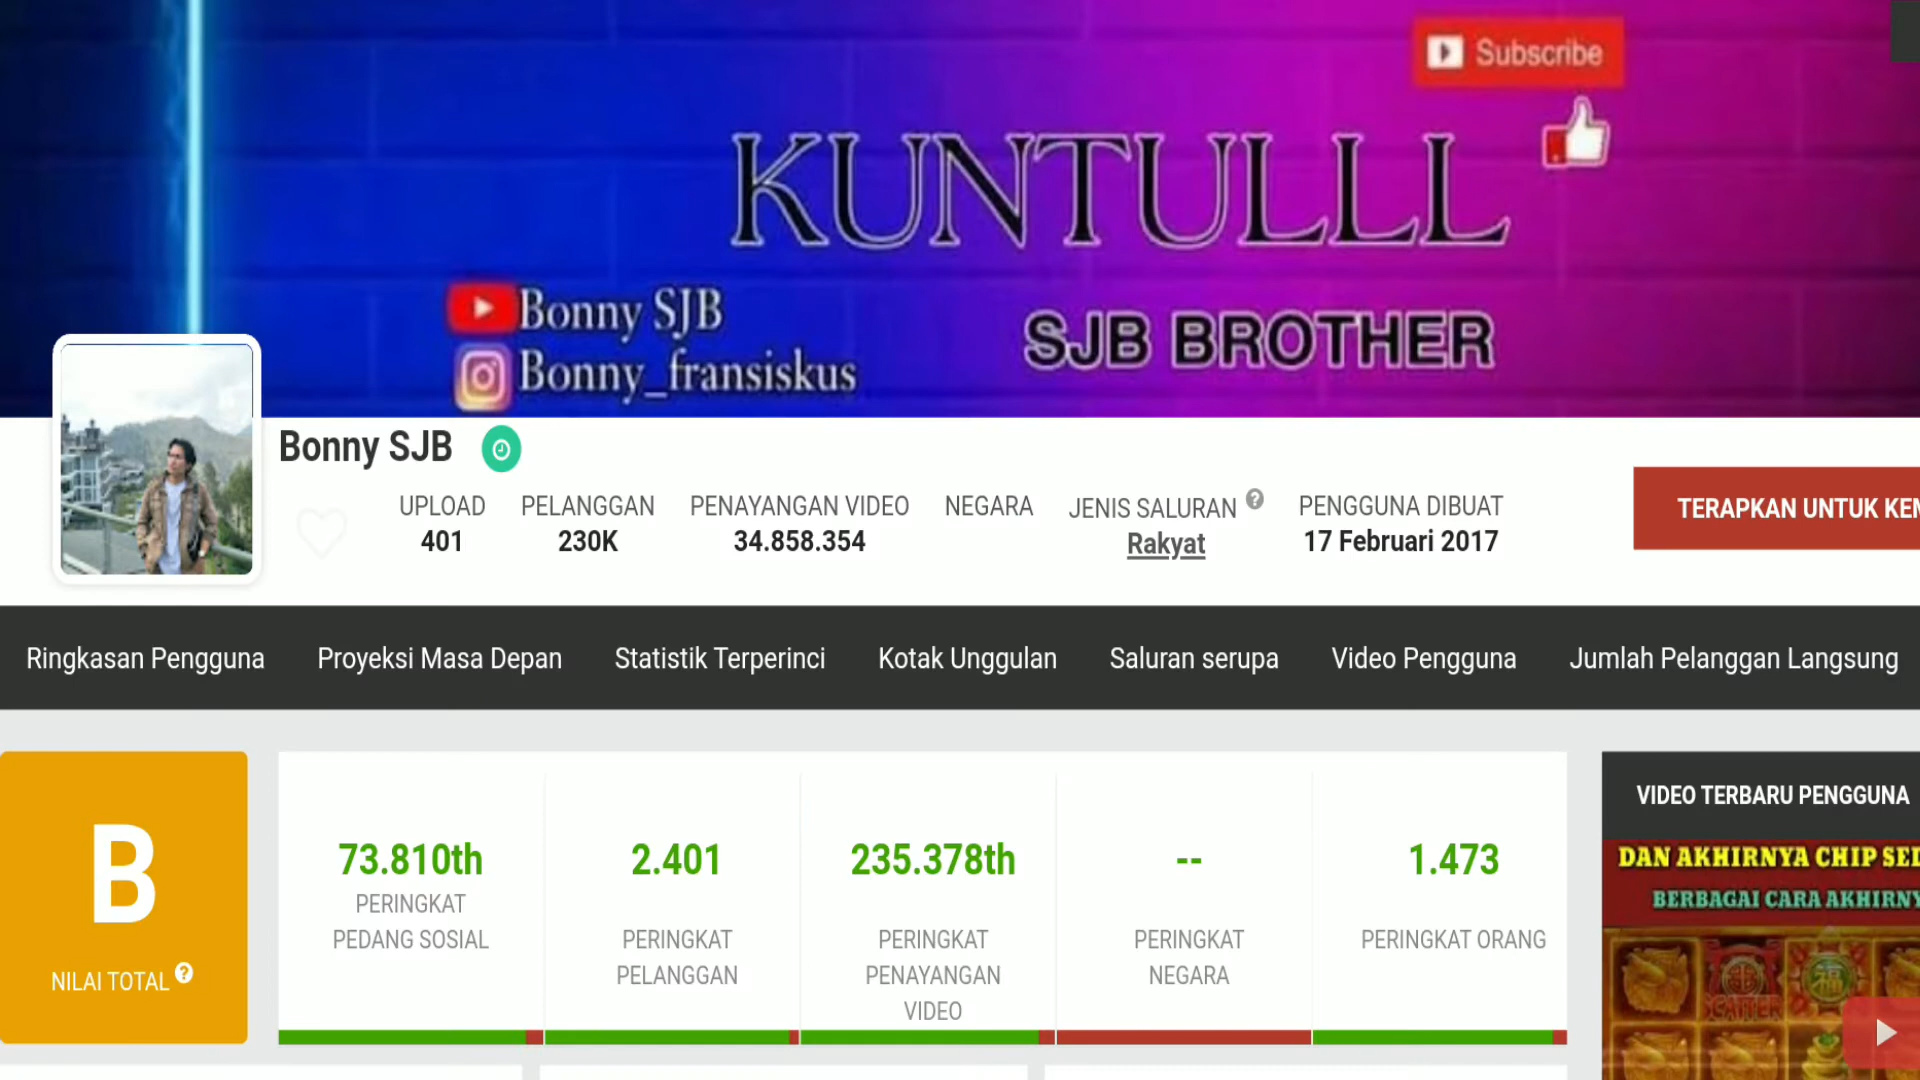 Subscribe
KUNTULLL
Bonny SJB
SJB BROTHER
Bonny_fransiskus
Bonny SJB
UPLOAD
401
PELANGGAN
230K
PENAYANGAN VIDEO
34.858.354
NEGARA
JENIS SALURAN ?
Rakyat
PENGGUNA DIBUAT
17 Februari 2017
TERAPKAN UNTUK
Ringkasan Pengguna
Proyeksi Masa Depan
Statistik Terperinci
Kotak Unggulan
Saluran serupa
Video Pengguna
Jumlah Pelanggan Langsung
B
NILAI TOTAL ?
73.810th
PERINGKAT
PEDANG SOSIAL
2.401
PERINGKAT
PELANGGAN
235.378th
PERINGKAT
PENAYANGAN
VIDEO
--
PERINGKAT
NEGARA
1.473
PERINGKAT ORANG
VIDEO TERBARU PENGGUNA
DAN AKHIRNYA CHIP
BERBAGAI CARA
SCATTER